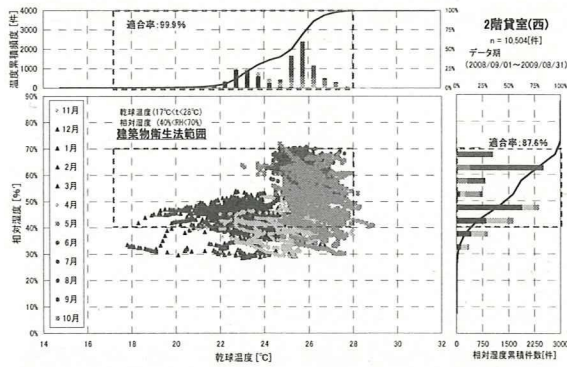 温度累積頻度 [件]
4000
3000
2000
1000
0
適合率:99.9%
100%
75%
50%
25%
0%
2階貸室(西)
n = 10,504[件]
データ期
(2008/09/01～2009/08/31)
相対湿度 [%]
90%
80%
70%
60%
50%
40%
30%
20%
10%
0%
11月
12月
1月
2月
3月
4月
5月
6月
7月
8月
9月
10月
乾球温度(17℃<t<28℃)
相対湿度 (40%<RH<70%)
建築物衛生法範囲
14 16 18 20 22 24 26 28 30 32
乾球温度 [℃]
0% 25% 50% 75% 100%
適合率:87.6%
0 750 1500 2250 3000
相対湿度累積件数[件]